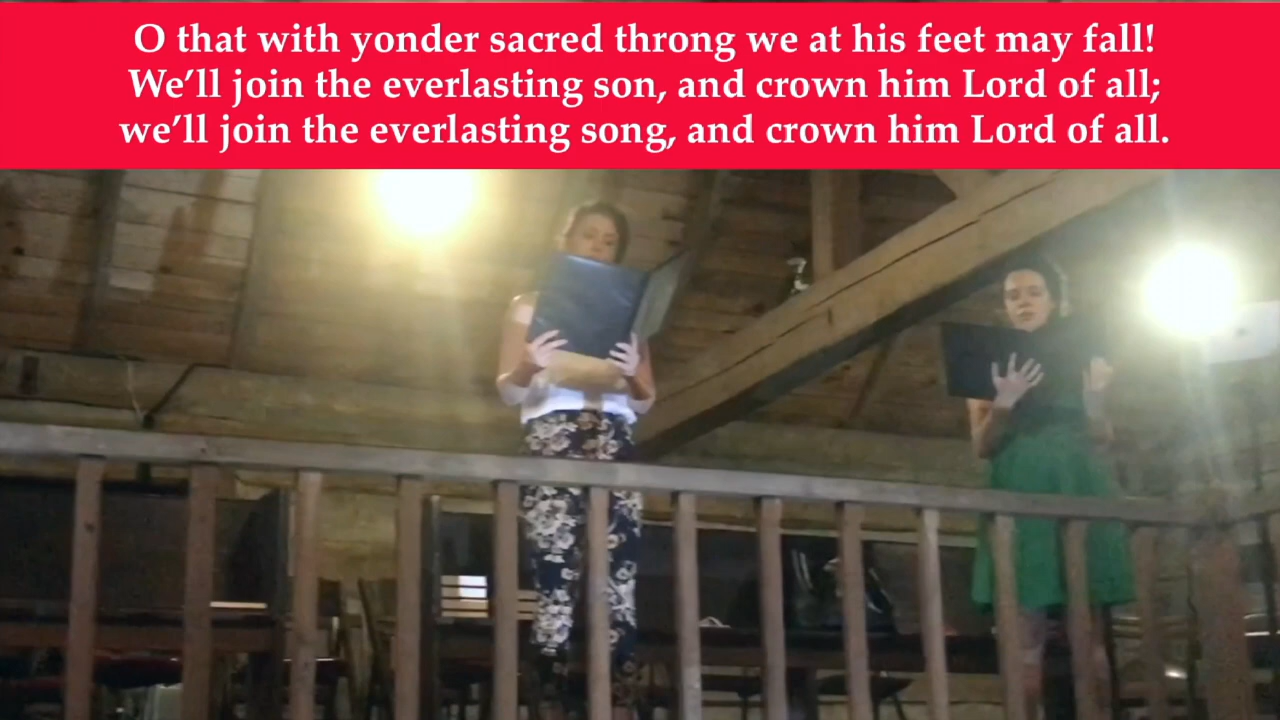 O that with yonder sacred throng we at his feet may fall!
We’ll join the everlasting son, and crown him Lord of all;
we’ll join the everlasting song, and crown him Lord of all.